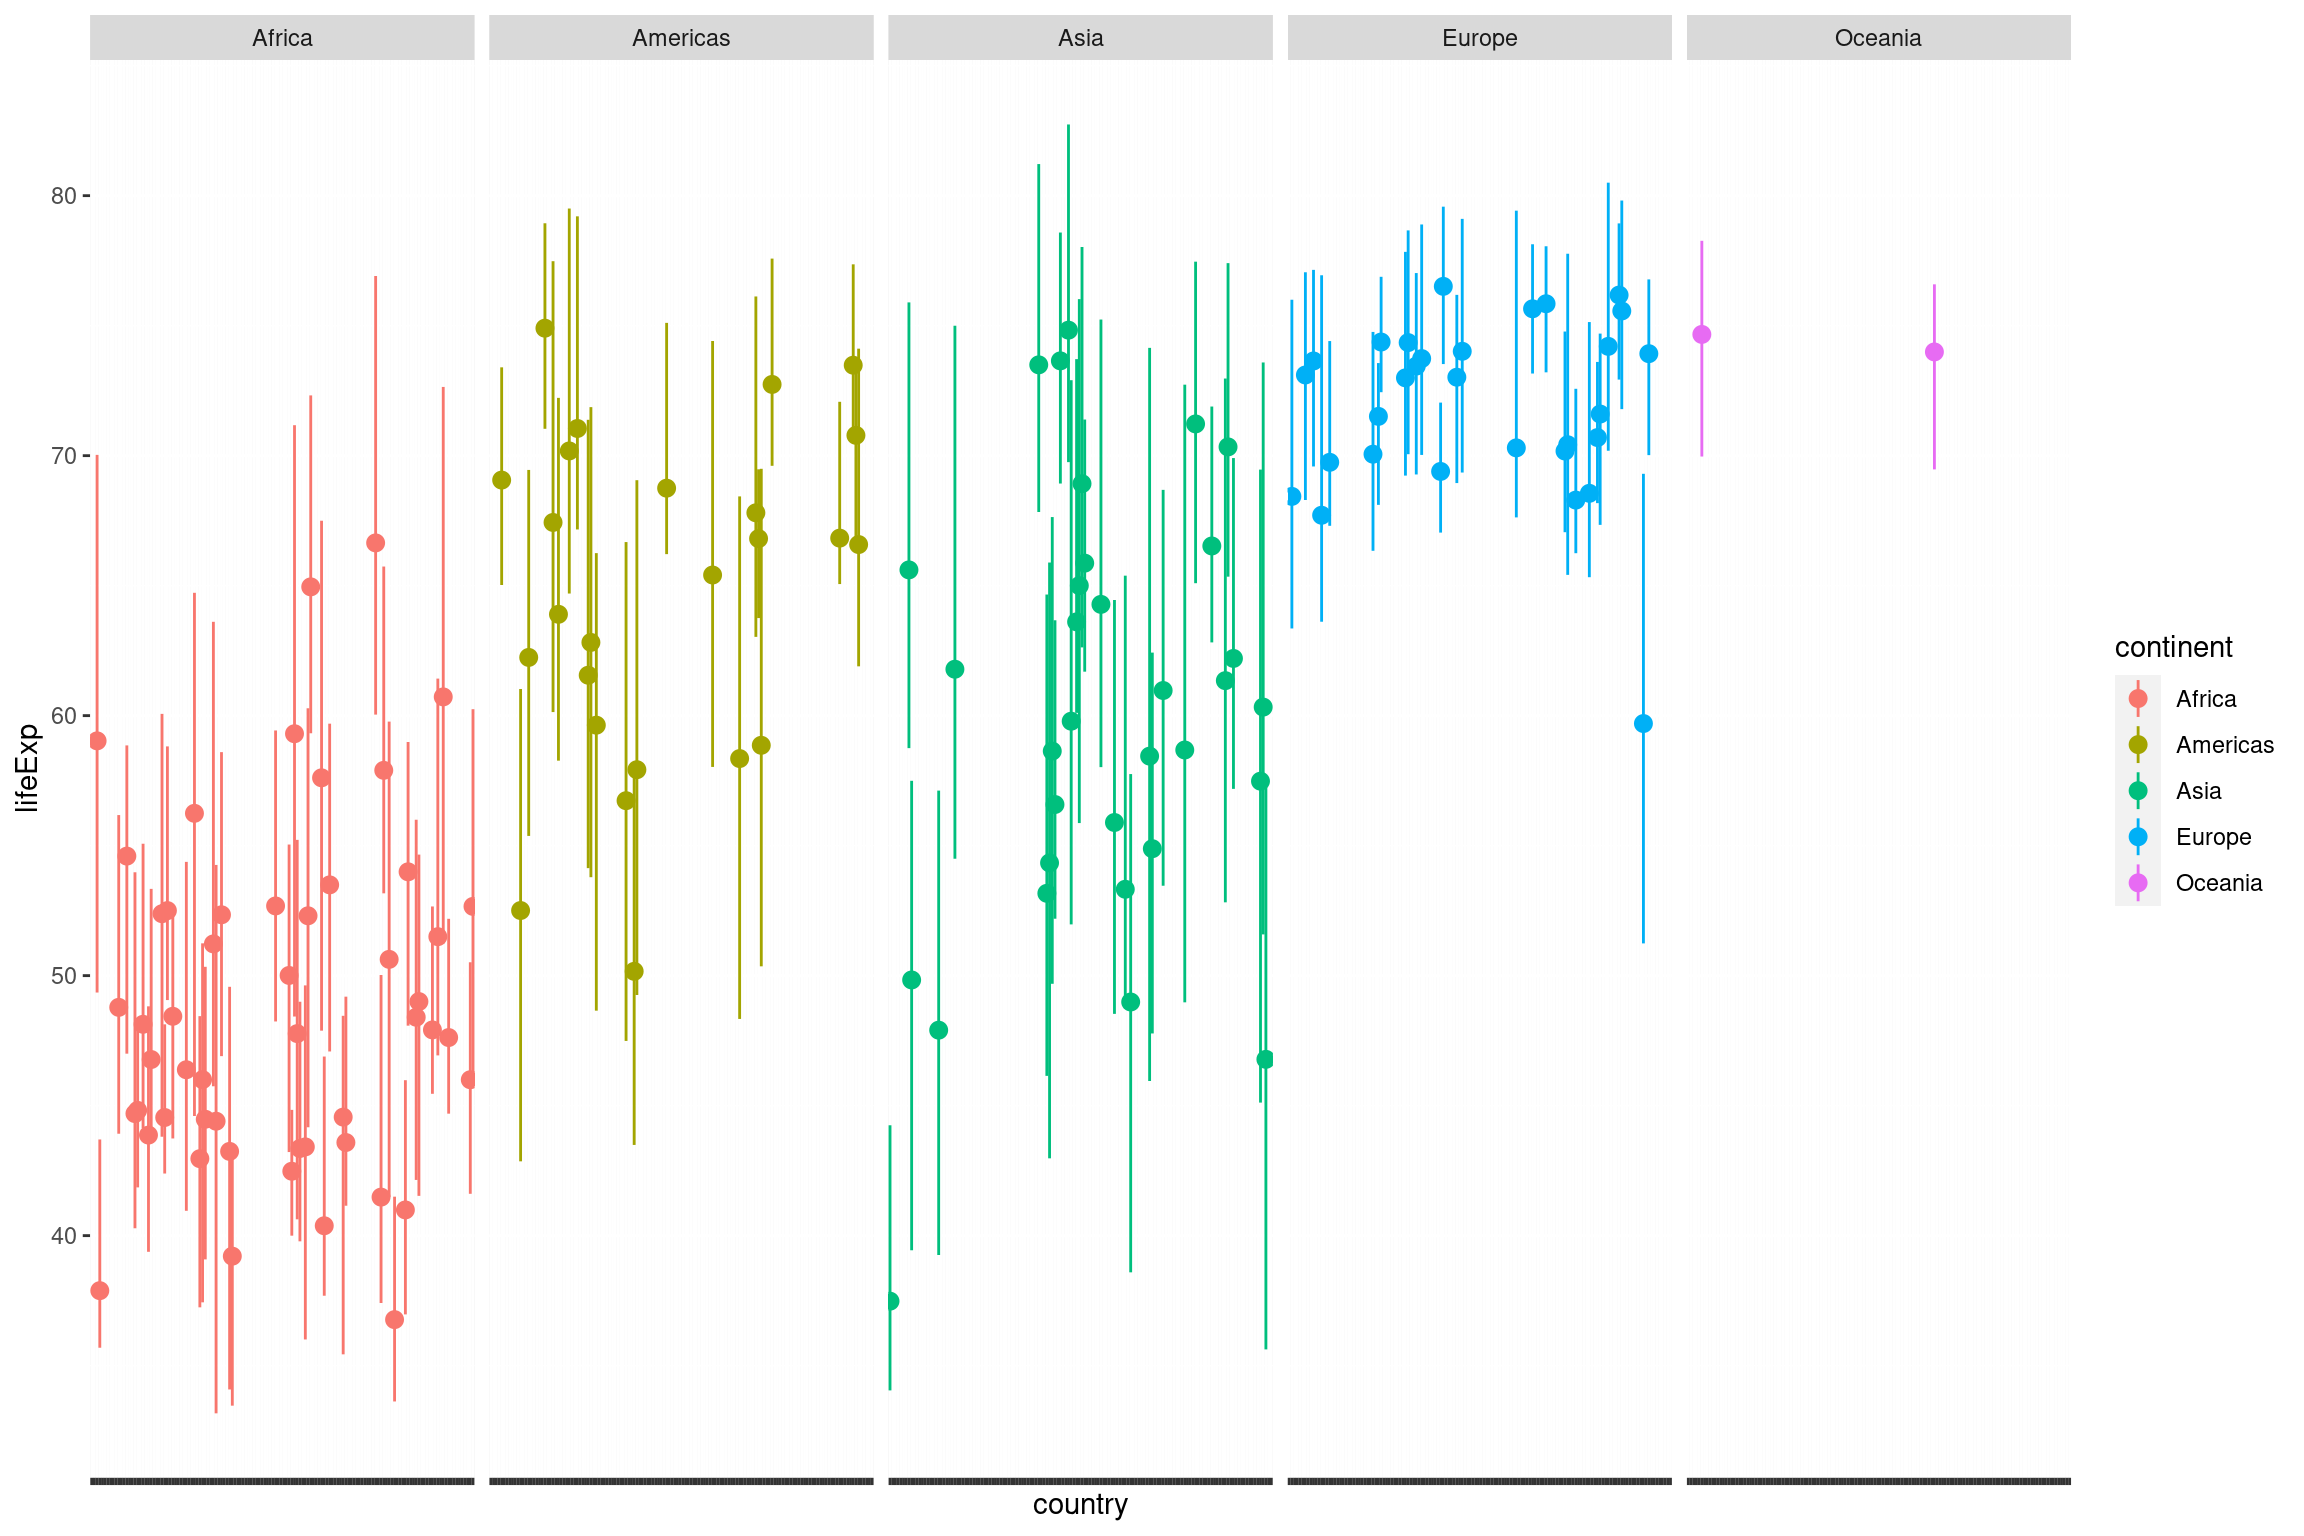 Africa
Americas
Asia
Europe
Oceania
80
70
60
50
40
lifeExp
country
continent
Africa
Americas
Asia
Europe
Oceania